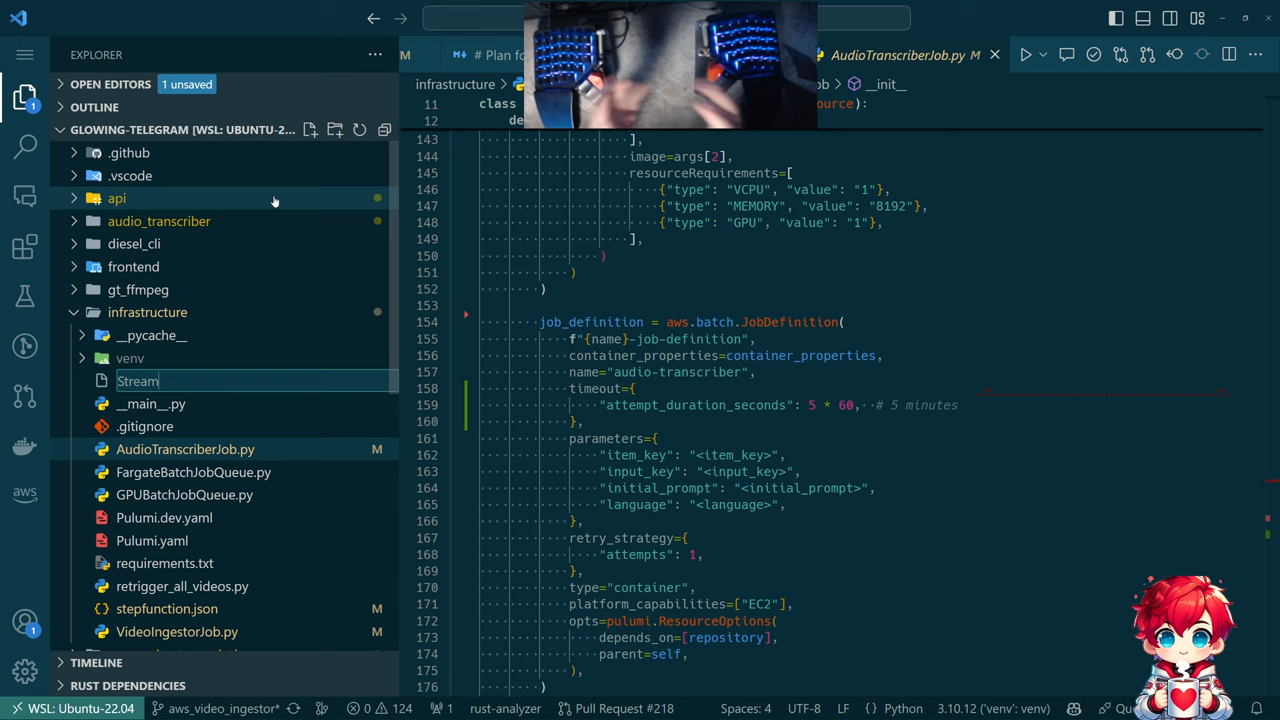 EXPLORER
OPEN EDITORS 1 unsaved
OUTLINE
GLOWING-TELEGRAM [WSL: UBUNTU-2...
.github
.vscode
api
audio_transcriber
diesel_cli
frontend
gt_ffmpeg
infrastructure
__pycache__
venv
Stream
__main__.py
.gitignore
AudioTranscriberJob.py M
FargateBatchJobQueue.py
GPUBatchJobQueue.py
Pulumi.dev.yaml
Pulumi.yaml
requirements.txt
retrigger_all_videos.py
stepfunction.json M
VideoIngestorJob.py M
TIMELINE
RUST DEPENDENCIES
1
aws
1
M # Plan fo AudioTranscriberJob.py M
infrastructure ob __init__
11 class ource):
12 de
143 ],
144 image=args[2],
145 resourceRequirements=[
146 {"type": "VCPU", "value": "1"},
147 {"type": "MEMORY", "value": "8192"},
148 {"type": "GPU", "value": "1"},
149 ],
150 )
151 )
152 )
153
154 job_definition = aws.batch.JobDefinition(
155 f"{name}-job-definition",
156 container_properties=container_properties,
157 name="audio-transcriber",
158 timeout={
159 "attempt_duration_seconds": 5 * 60, # 5 minutes
160 },
161 parameters={
162 "item_key": "<item_key>",
163 "input_key": "<input_key>",
164 "initial_prompt": "<initial_prompt>",
165 "language": "<language>",
166 },
167 retry_strategy={
168 "attempts": 1,
169 },
170 type="container",
171 platform_capabilities=["EC2"],
172 opts=pulumi.ResourceOptions(
173 depends_on=[repository],
174 parent=self,
175 ),
176 )
WSL: Ubuntu-22.04 aws_video_ingestor* 0 124 1 rust-analyzer Pull Request #218 Spaces: 4 UTF-8 LF Python 3.10.12 ('venv': venv) Qu